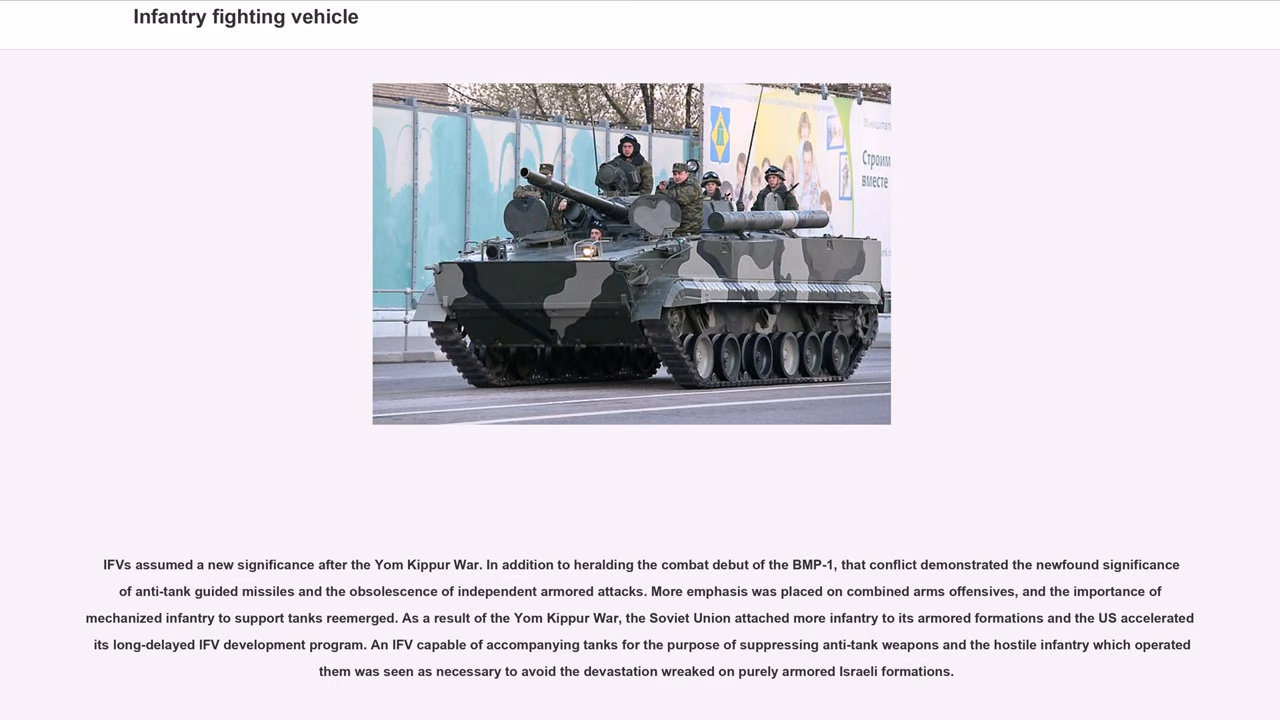 Infantry fighting vehicle
Муниципал
Строим
вместе
IFVs assumed a new significance after the Yom Kippur War. In addition to heralding the combat debut of the BMP-1, that conflict demonstrated the newfound significance
of anti-tank guided missiles and the obsolescence of independent armored attacks. More emphasis was placed on combined arms offensives, and the importance of
mechanized infantry to support tanks reemerged. As a result of the Yom Kippur War, the Soviet Union attached more infantry to its armored formations and the US accelerated
its long-delayed IFV development program. An IFV capable of accompanying tanks for the purpose of suppressing anti-tank weapons and the hostile infantry which operated
them was seen as necessary to avoid the devastation wreaked on purely armored Israeli formations.